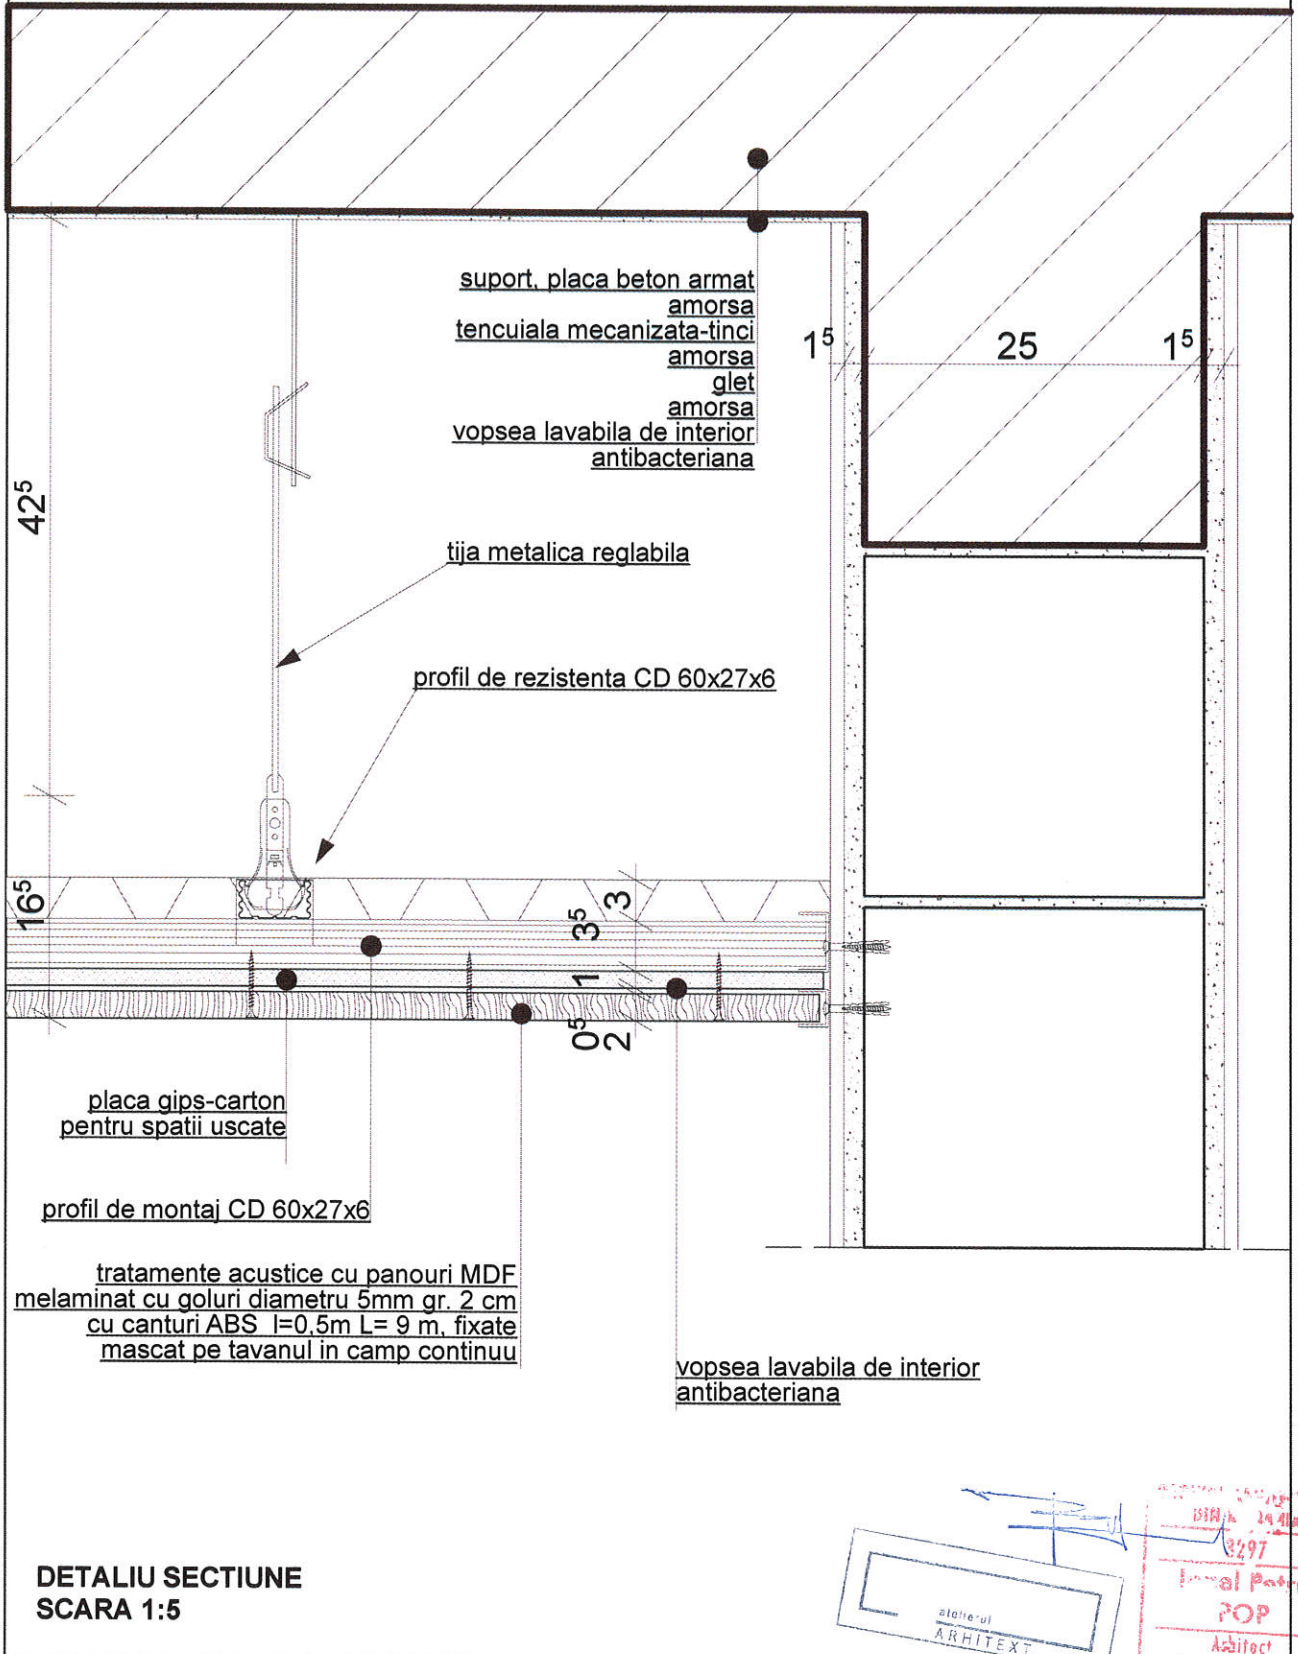 suport, placa beton armat
amorsa
tencuiala mecanizata-tinci
amorsa
glet
amorsa
vopsea lavabila de interior
antibacteriana
1⁵
25
1⁵
42⁵
tija metalica reglabila
profil de rezistenta CD 60x27x6
16⁵
3
3⁵
1
0⁵
2
placa gips-carton
pentru spatii uscate
profil de montaj CD 60x27x6
tratamente acustice cu panouri MDF
melaminat cu goluri diametru 5mm gr. 2 cm
cu canturi ABS l=0,5m L= 9 m, fixate
mascat pe tavanul in camp continuu
vopsea lavabila de interior
antibacteriana
DETALIU SECTIUNE
SCARA 1:5
atelierul
ARHITEXT
POP